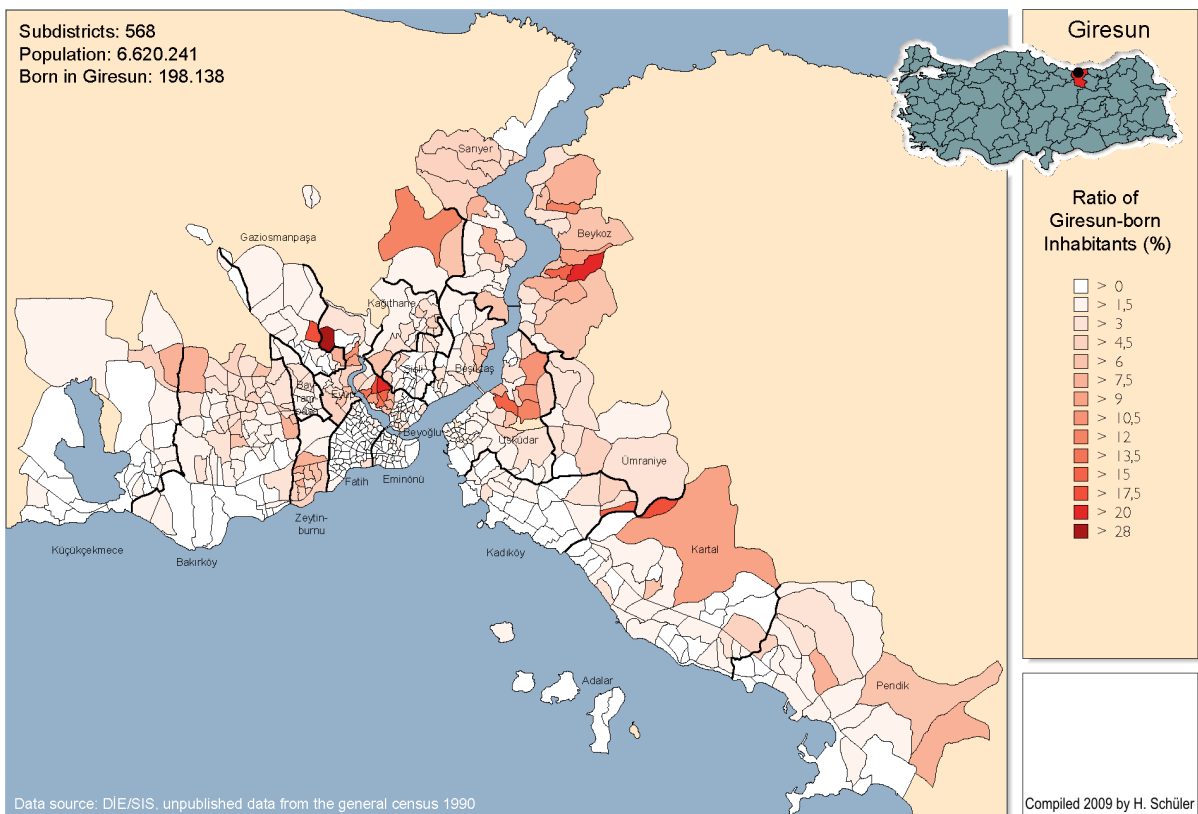 Subdistricts: 568
Population: 6.620.241
Born in Giresun: 198.138
Giresun
Ratio of
Giresun-born
Inhabitants (%)
> 0
> 1,5
> 3
> 4,5
> 6
> 7,5
> 9
> 10,5
> 12
> 13,5
> 15
> 17,5
> 20
> 28
Sarıyer
Gaziosmanpaşa
Beykoz
Kağıthane
Şişli
Beşiktaş
Bay
ram
paşa
Eyüp
Beyoğlu
Üsküdar
Ümraniye
Fatih
Eminönü
Zeytin-
burnu
Küçükçekmece
Bakırköy
Kadıköy
Kartal
Adalar
Pendik
Data source: DİE/SIS, unpublished data from the general census 1990
Compiled 2009 by H. Schüler